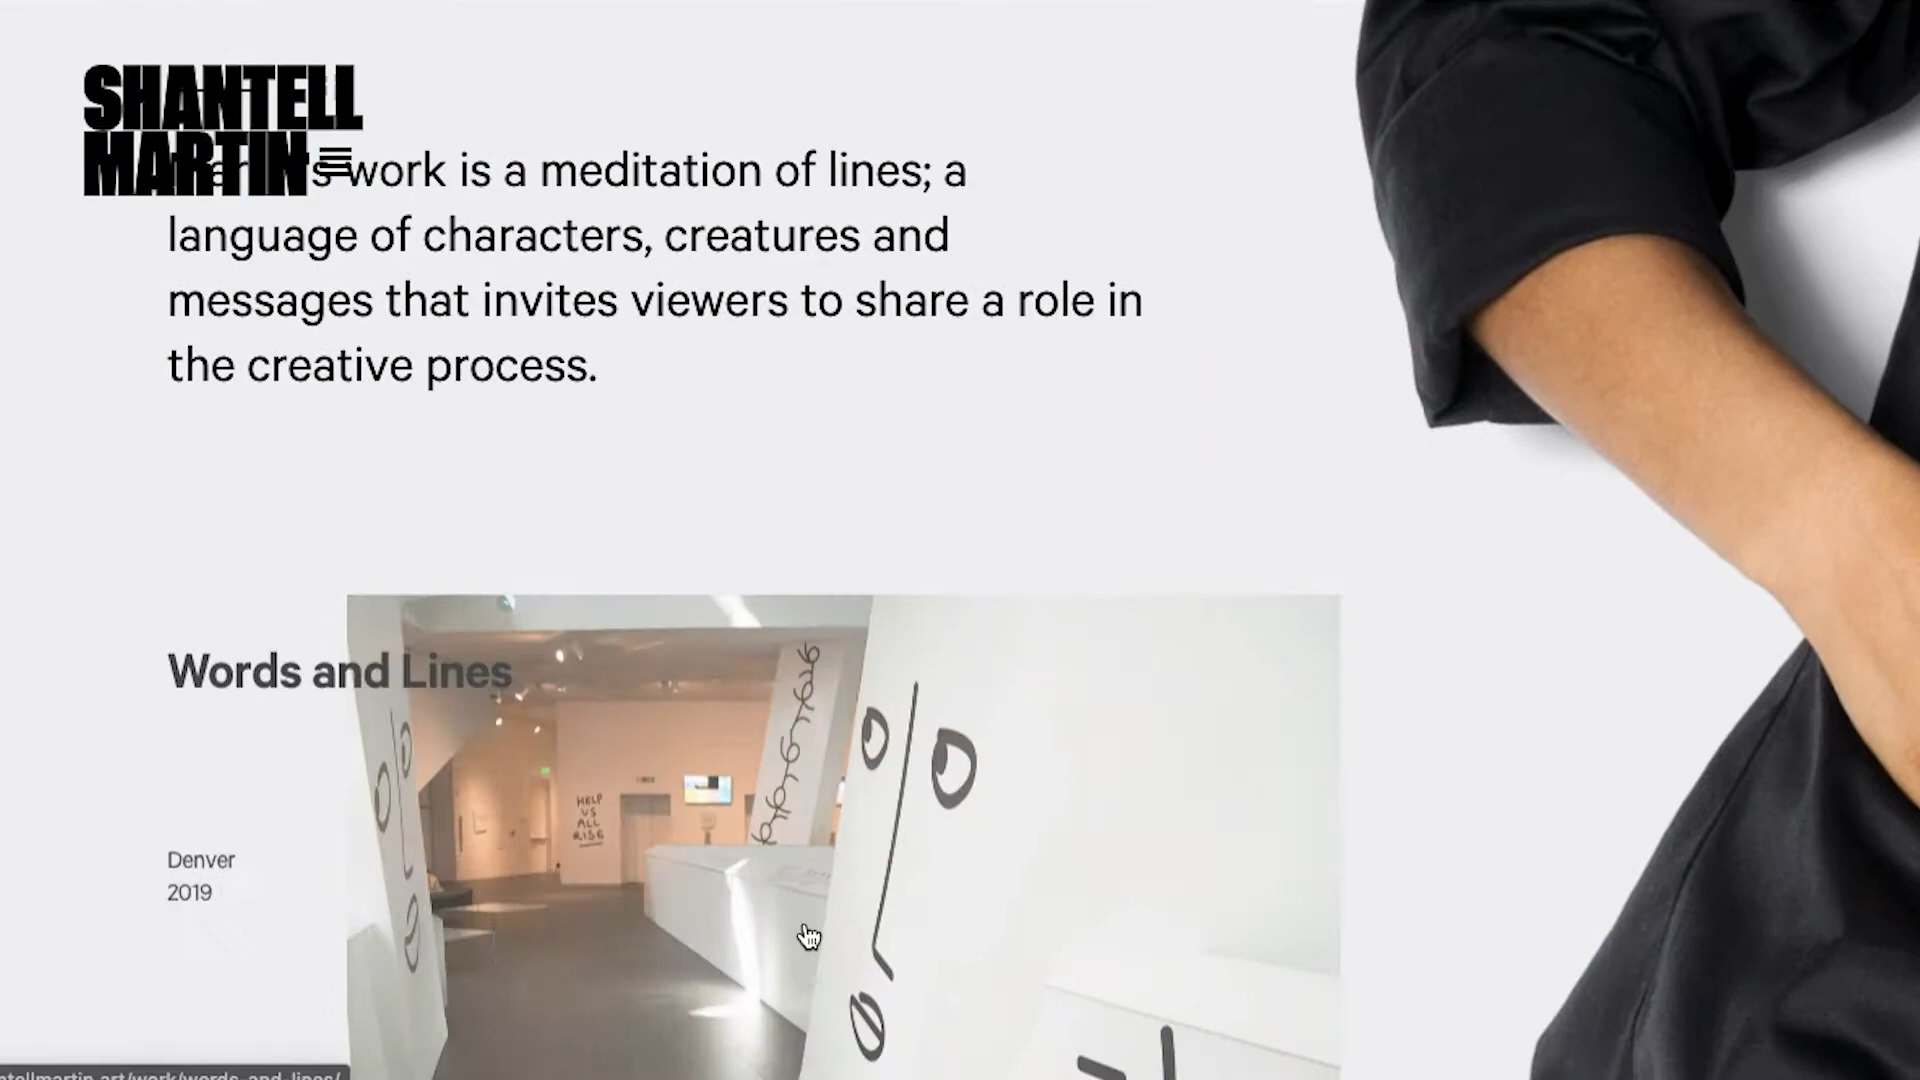 SHANTELL
MARTIN
work is a meditation of lines; a
language of characters, creatures and
messages that invites viewers to share a role in
the creative process.
Words and Lines
HELP
US
ALL
RISE
Denver
2019